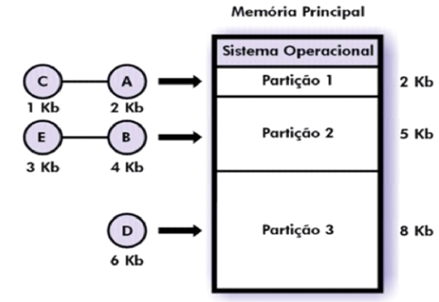 Memória Principal
Sistema Operacional
C A Partição 1 2 Kb
1 Kb 2 Kb
E B Partição 2 5 Kb
3 Kb 4 Kb
D Partição 3 8 Kb
6 Kb